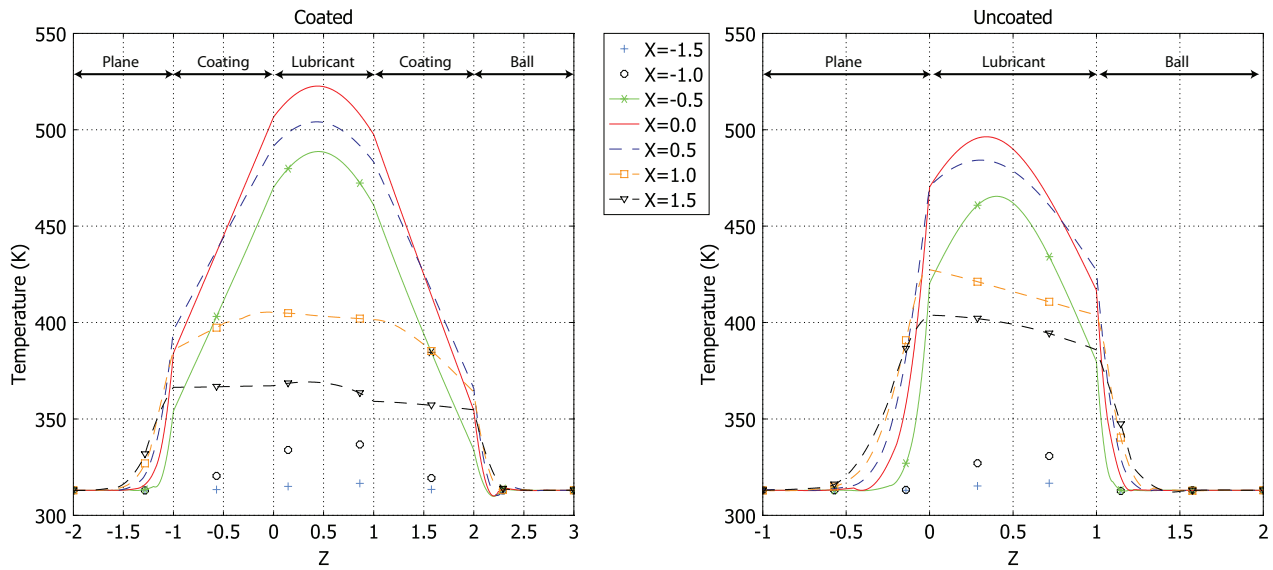 Coated
Uncoated
550
500
450
400
350
300
Temperature (K)
Plane
Coating
Lubricant
Coating
Ball
-2
-1.5
-1
-0.5
0
0.5
1
1.5
2
2.5
3
Z
X=-1.5
X=-1.0
X=-0.5
X=0.0
X=0.5
X=1.0
X=1.5
550
500
450
400
350
300
Temperature (K)
Plane
Lubricant
Ball
-1
-0.5
0
0.5
1
1.5
2
Z